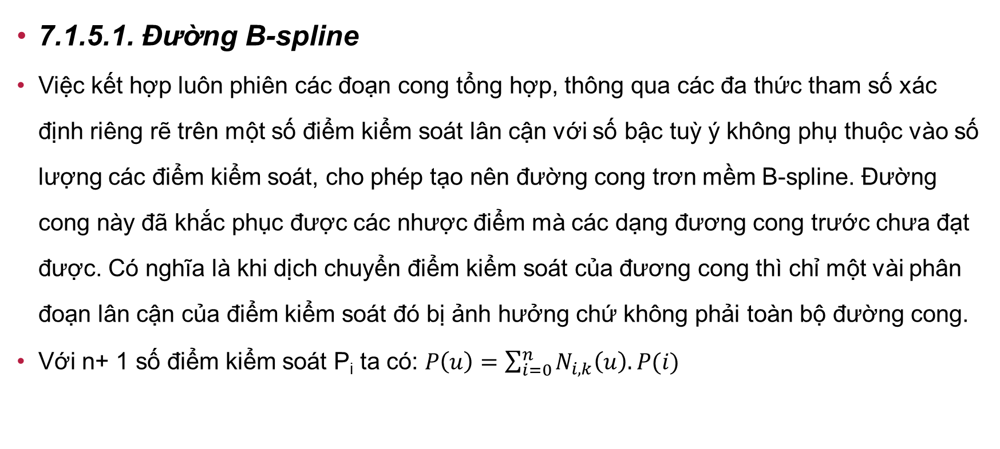 • 7.1.5.1. Đường B-spline
• Việc kết hợp luôn phiên các đoạn cong tổng hợp, thông qua các đa thức tham số xác
định riêng rẽ trên một số điểm kiểm soát lân cận với số bậc tuỳ ý không phụ thuộc vào số
lượng các điểm kiểm soát, cho phép tạo nên đường cong trơn mềm B-spline. Đường
cong này đã khắc phục được các nhược điểm mà các dạng đương cong trước chưa đạt
được. Có nghĩa là khi dịch chuyển điểm kiểm soát của đương cong thì chỉ một vài phân
đoạn lân cận của điểm kiểm soát đó bị ảnh hưởng chứ không phải toàn bộ đường cong.
• Với n+ 1 số điểm kiểm soát Pᵢ ta có: P(u) = ∑ⁿᵢ₌₀ Nᵢ,ₖ(u). P(i)